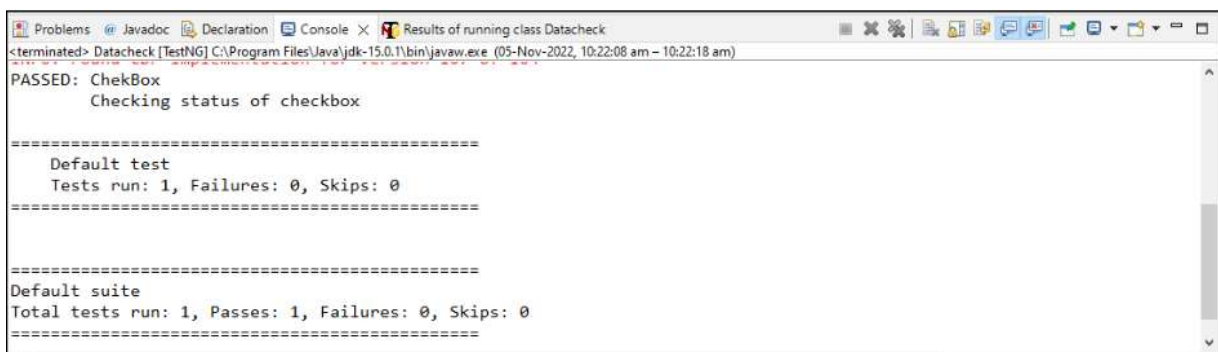 Problems @ Javadoc Declaration Console Results of running class Datacheck
<terminated> Datacheck [TestNG] C:\Program Files\Java\jdk-15.0.1\bin\javaw.exe (05-Nov-2022, 10:22:08 am – 10:22:18 am)
PASSED: ChekBox
Checking status of checkbox
===============================================
Default test
Tests run: 1, Failures: 0, Skips: 0
===============================================
===============================================
Default suite
Total tests run: 1, Passes: 1, Failures: 0, Skips: 0
===============================================